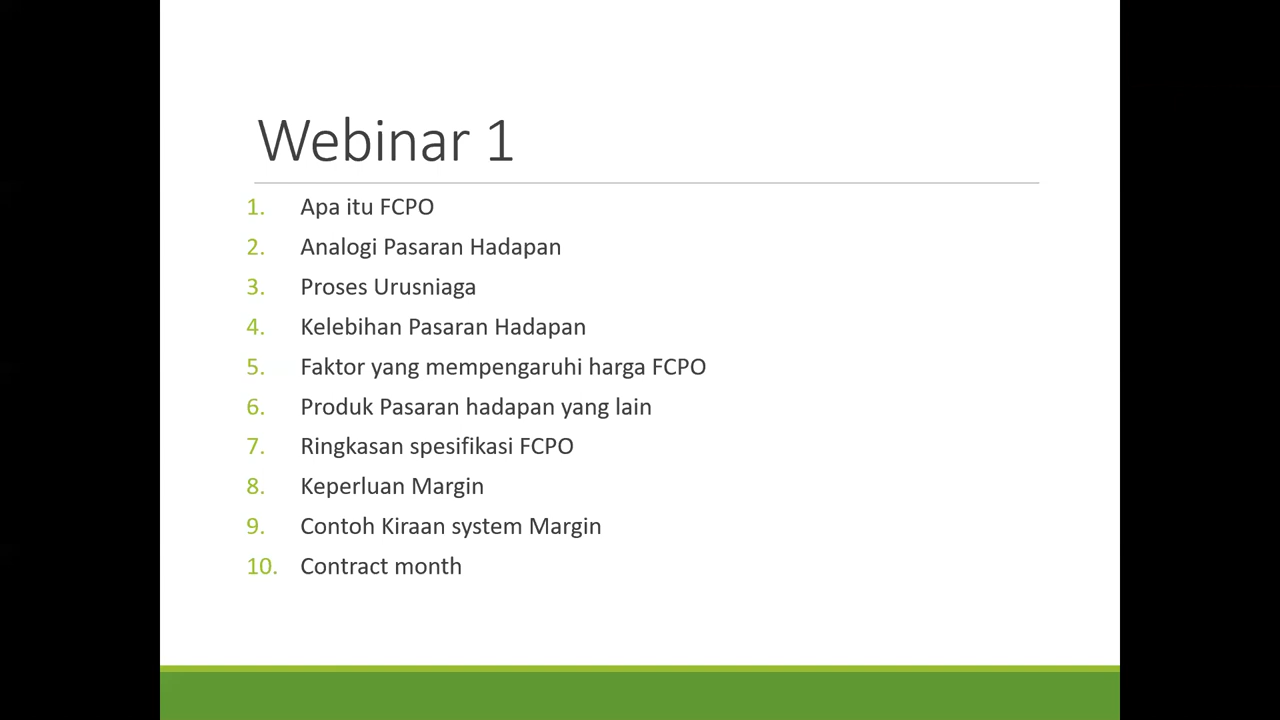 Webinar 1
1. Apa itu FCPO
2. Analogi Pasaran Hadapan
3. Proses Urusniaga
4. Kelebihan Pasaran Hadapan
5. Faktor yang mempengaruhi harga FCPO
6. Produk Pasaran hadapan yang lain
7. Ringkasan spesifikasi FCPO
8. Keperluan Margin
9. Contoh Kiraan system Margin
10. Contract month